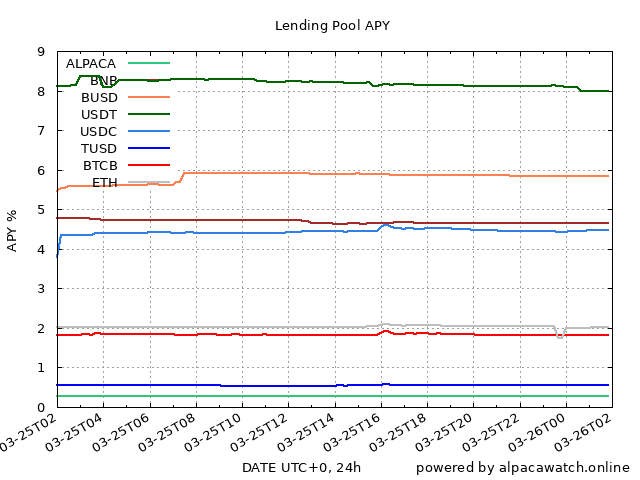 Lending Pool APY
9
8
7
6
5
4
3
2
1
0
APY %
ALPACA
BNB
BUSD
USDT
USDC
TUSD
BTCB
ETH
03-25T02
03-25T04
03-25T06
03-25T08
03-25T10
03-25T12
03-25T14
03-25T16
03-25T18
03-25T20
03-25T22
03-26T00
03-26T02
DATE UTC+0, 24h
powered by alpacawatch.online